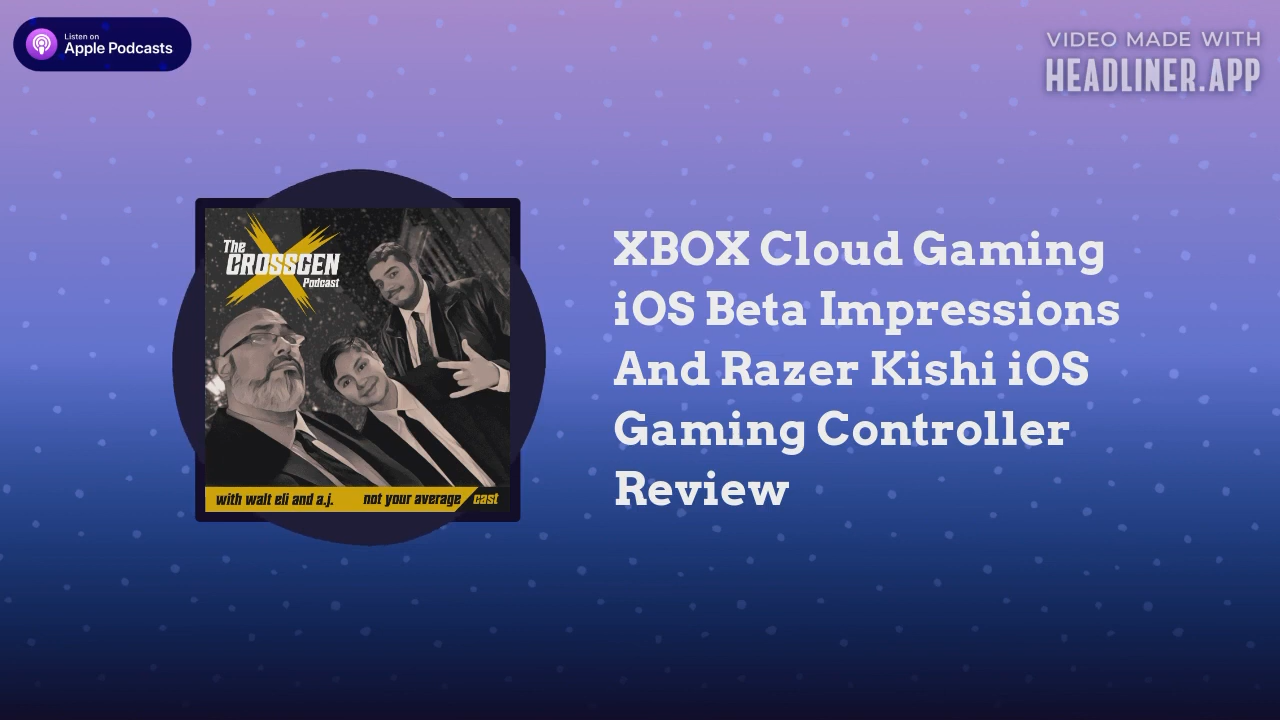 Listen on
Apple Podcasts
VIDEO MADE WITH
HEADLINER.APP
The
CROSSGEN
Podcast
with walt eli and a.j. not your average cast
XBOX Cloud Gaming
iOS Beta Impressions
And Razer Kishi iOS
Gaming Controller
Review